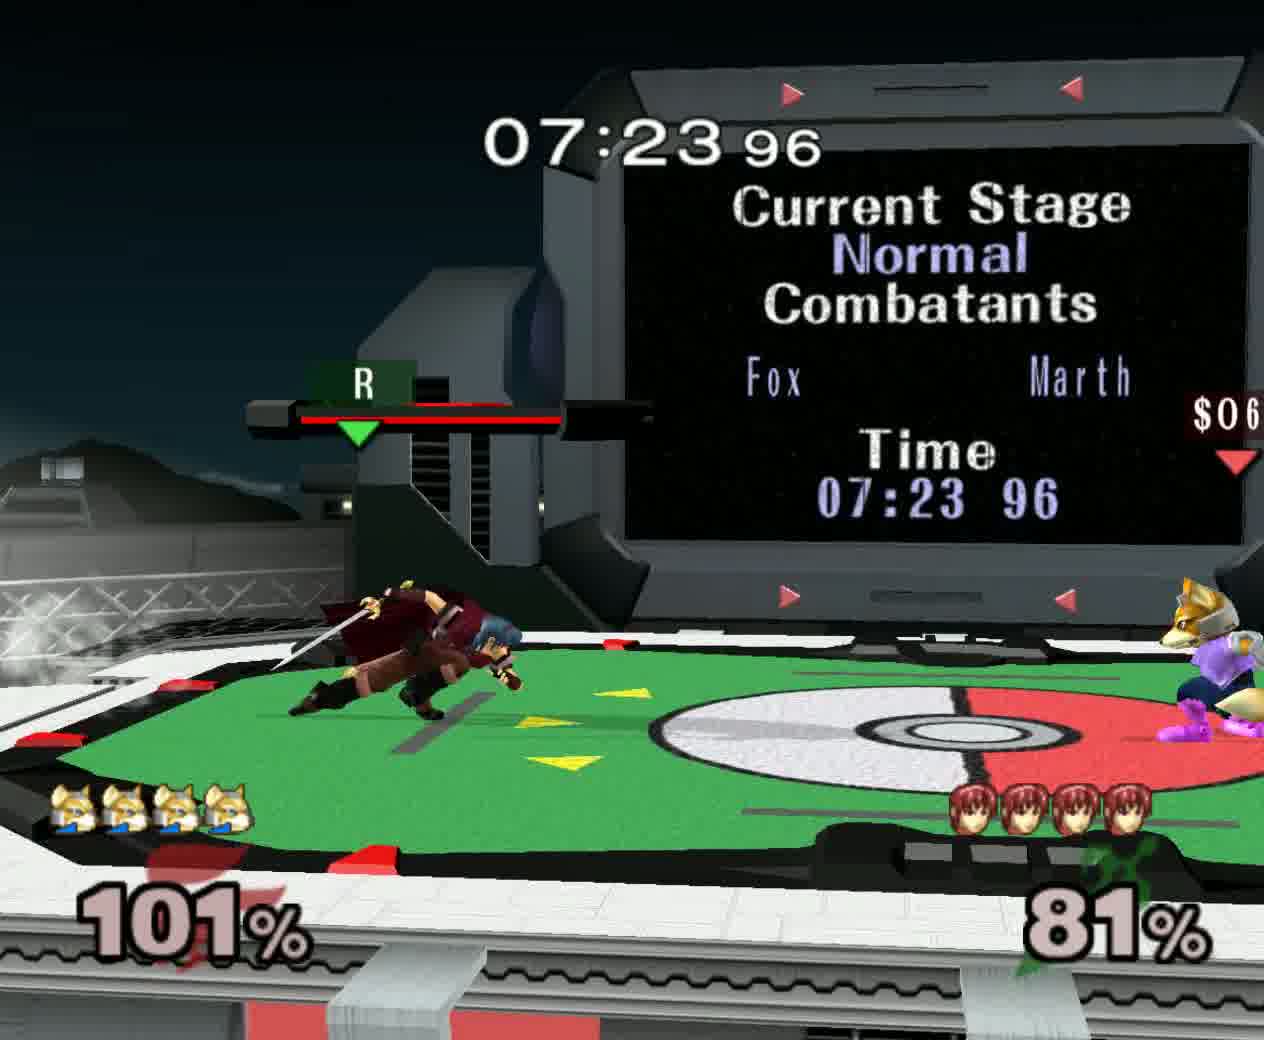 07:23 96
Current Stage
Normal
Combatants
Fox Marth
R
$06
Time
07:23 96
101%
81%